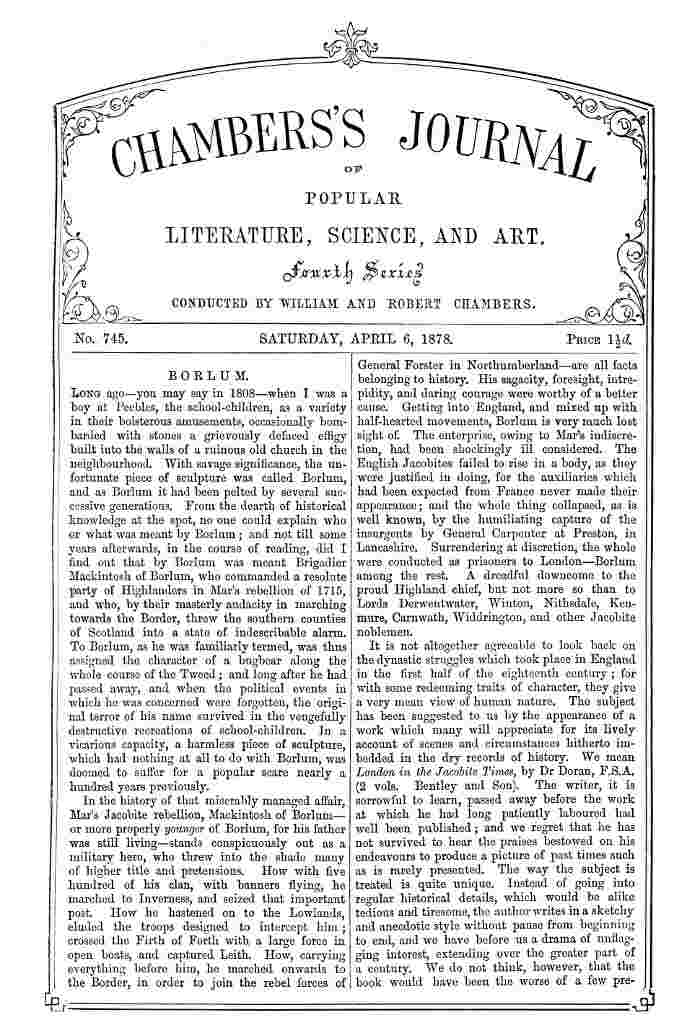 CHAMBERS'S JOURNAL
OF
POPULAR
LITERATURE, SCIENCE, AND ART.
Fourth Series
CONDUCTED BY WILLIAM AND ROBERT CHAMBERS.
No. 745.
SATURDAY, APRIL 6, 1878.
PRICE 1½d.
BORLUM.
LONG ago—you may say in 1808—when I was a
boy at Peebles, the school-children, as a variety
in their boisterous amusements, occasionally bom-
barded with stones a grievously defaced effigy
built into the walls of a ruinous old church in the
neighbourhood. With savage significance, the un-
fortunate piece of sculpture was called Borlum,
and as Borlum it had been pelted by several suc-
cessive generations. From the dearth of historical
knowledge at the spot, no one could explain who
or what was meant by Borlum; and not till some
years afterwards, in the course of reading, did I
find out that by Borlum was meant Brigadier
Mackintosh of Borlum, who commanded a resolute
party of Highlanders in Mar's rebellion of 1715,
and who, by their masterly audacity in marching
towards the Border, threw the southern counties
of Scotland into a state of indescribable alarm.
To Borlum, as he was familiarly termed, was thus
assigned the character of a bugbear along the
whole course of the Tweed; and long after he had
passed away, and when the political events in
which he was concerned were forgotten, the origi-
nal terror of his name survived in the vengefully
destructive recreations of school-children. In a
vicarious capacity, a harmless piece of sculpture,
which had nothing at all to do with Borlum, was
doomed to suffer for a popular scare nearly a
hundred years previously.
In the history of that miserably managed affair,
Mar's Jacobite rebellion, Mackintosh of Borlum—
or more properly younger of Borlum, for his father
was still living—stands conspicuously out as a
military hero, who threw into the shade many
of higher title and pretensions. How with five
hundred of his clan, with banners flying, he
marched to Inverness, and seized that important
post. How he hastened on to the Lowlands,
eluded the troops designed to intercept him;
crossed the Firth of Forth with a large force in
open boats, and captured Leith. How, carrying
everything before him, he marched onwards to
the Border, in order to join the rebel forces of
General Forster in Northumberland—are all facts
belonging to history. His sagacity, foresight, intre-
pidity, and daring courage were worthy of a better
cause. Getting into England, and mixed up with
half-hearted movements, Borlum is very much lost
sight of. The enterprise, owing to Mar's indiscre-
tion, had been shockingly ill considered. The
English Jacobites failed to rise in a body, as they
were justified in doing, for the auxiliaries which
had been expected from France never made their
appearance; and the whole thing collapsed, as is
well known, by the humiliating capture of the
insurgents by General Carpenter at Preston, in
Lancashire. Surrendering at discretion, the whole
were conducted as prisoners to London—Borlum
among the rest. A dreadful downcome to the
proud Highland chief, but not more so than to
Lords Derwentwater, Winton, Nithsdale, Ken-
mure, Carnwath, Widdrington, and other Jacobite
noblemen.
It is not altogether agreeable to look back on
the dynastic struggles which took place in England
in the first half of the eighteenth century; for
with some redeeming traits of character, they give
a very mean view of human nature. The subject
has been suggested to us by the appearance of a
work which many will appreciate for its lively
account of scenes and circumstances hitherto im-
bedded in the dry records of history. We mean
London in the Jacobite Times, by Dr Doran, F.S.A.
(2 vols. Bentley and Son). The writer, it is
sorrowful to learn, passed away before the work
at which he had long patiently laboured had
well been published; and we regret that he has
not survived to hear the praises bestowed on his
endeavours to produce a picture of past times such
as is rarely presented. The way the subject is
treated is quite unique. Instead of going into
regular historical details, which would be alike
tedious and tiresome, the author writes in a sketchy
and anecdotic style without pause from beginning
to end, and we have before us a drama of unflag-
ging interest, extending over the greater part of
a century. We do not think, however, that the
book would have been the worse of a few pre-